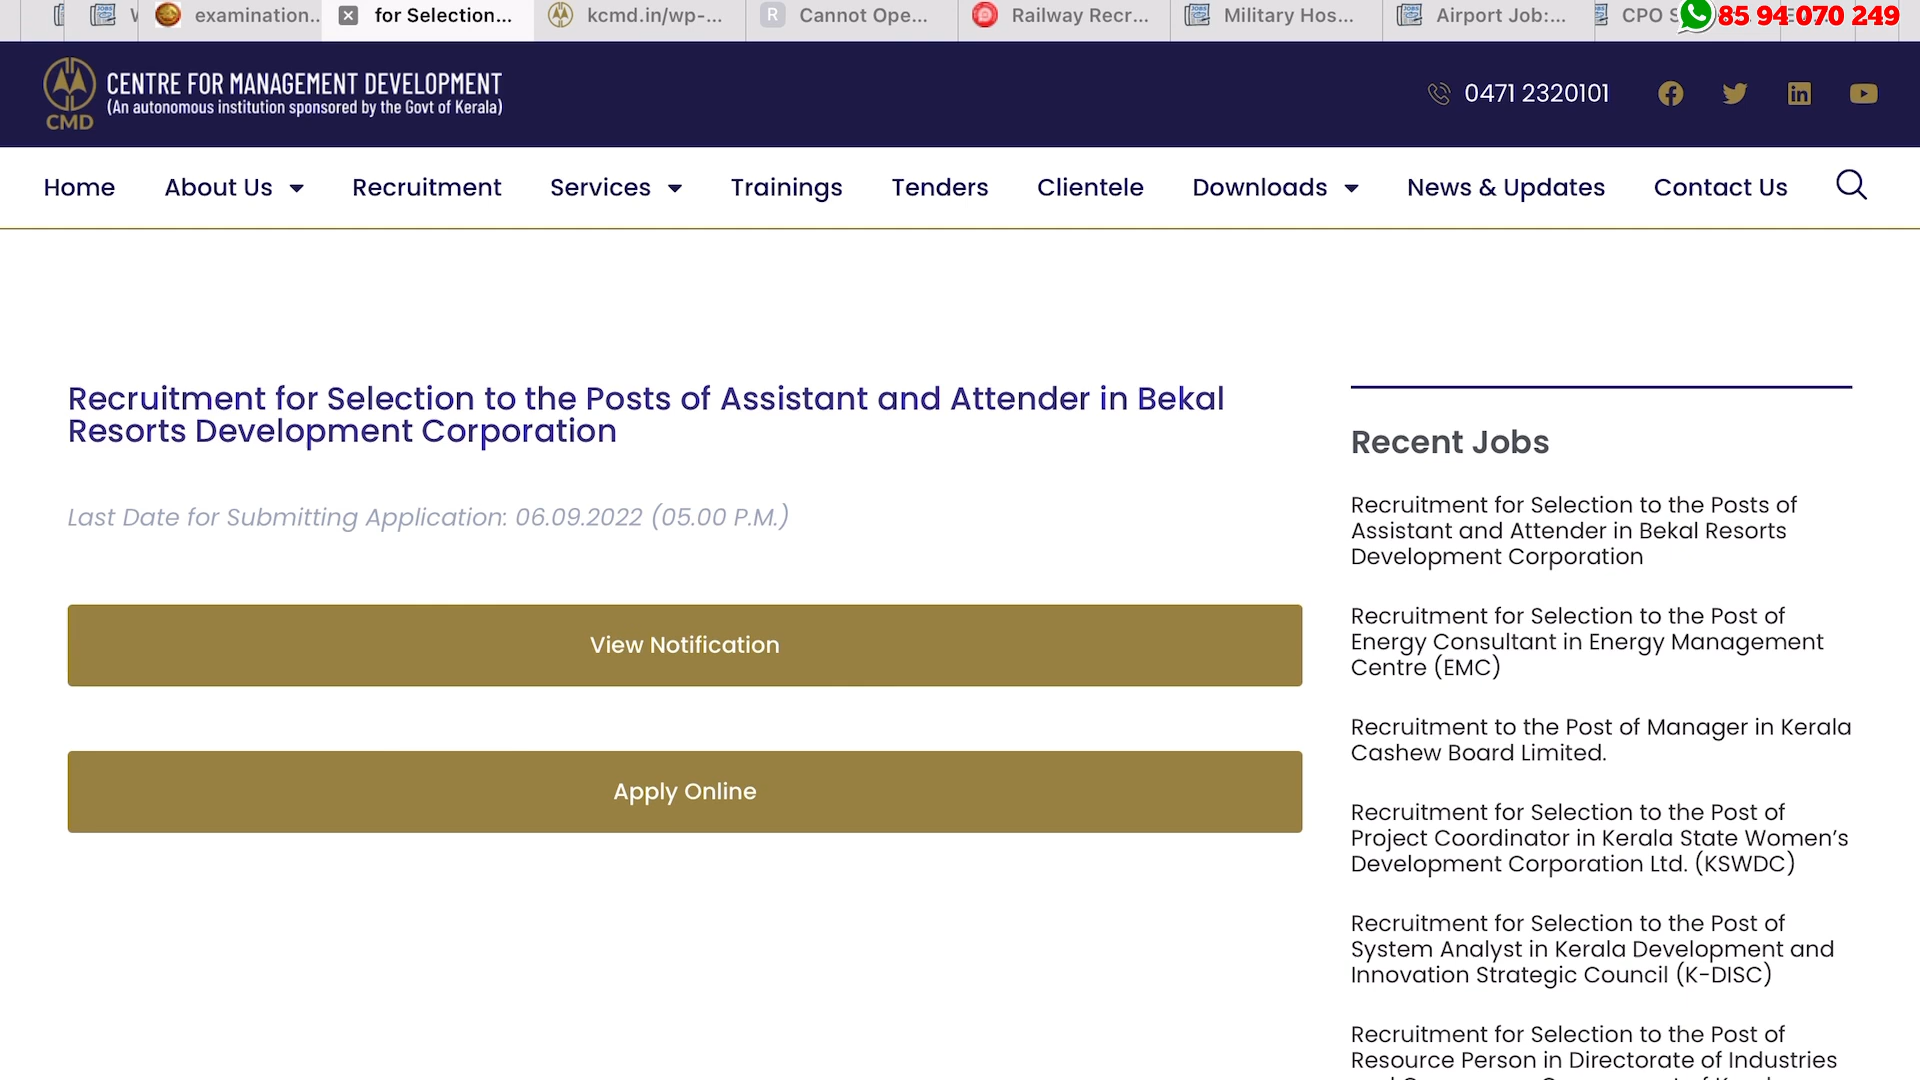 examination...
for Selection...
kcmd.in/wp-...
R
Cannot Ope...
Railway Recr...
Military Hos...
Airport Job:...
CPO S
85 94 070 249
CENTRE FOR MANAGEMENT DEVELOPMENT
(An autonomous institution sponsored by the Govt of Kerala)
CMD
0471 2320101
Home
About Us
Recruitment
Services
Trainings
Tenders
Clientele
Downloads
News & Updates
Contact Us
Recruitment for Selection to the Posts of Assistant and Attender in Bekal
Resorts Development Corporation
Last Date for Submitting Application: 06.09.2022 (05.00 P.M.)
View Notification
Apply Online
Recent Jobs
Recruitment for Selection to the Posts of
Assistant and Attender in Bekal Resorts
Development Corporation
Recruitment for Selection to the Post of
Energy Consultant in Energy Management
Centre (EMC)
Recruitment to the Post of Manager in Kerala
Cashew Board Limited.
Recruitment for Selection to the Post of
Project Coordinator in Kerala State Women’s
Development Corporation Ltd. (KSWDC)
Recruitment for Selection to the Post of
System Analyst in Kerala Development and
Innovation Strategic Council (K-DISC)
Recruitment for Selection to the Post of
Resource Person in Directorate of Industries